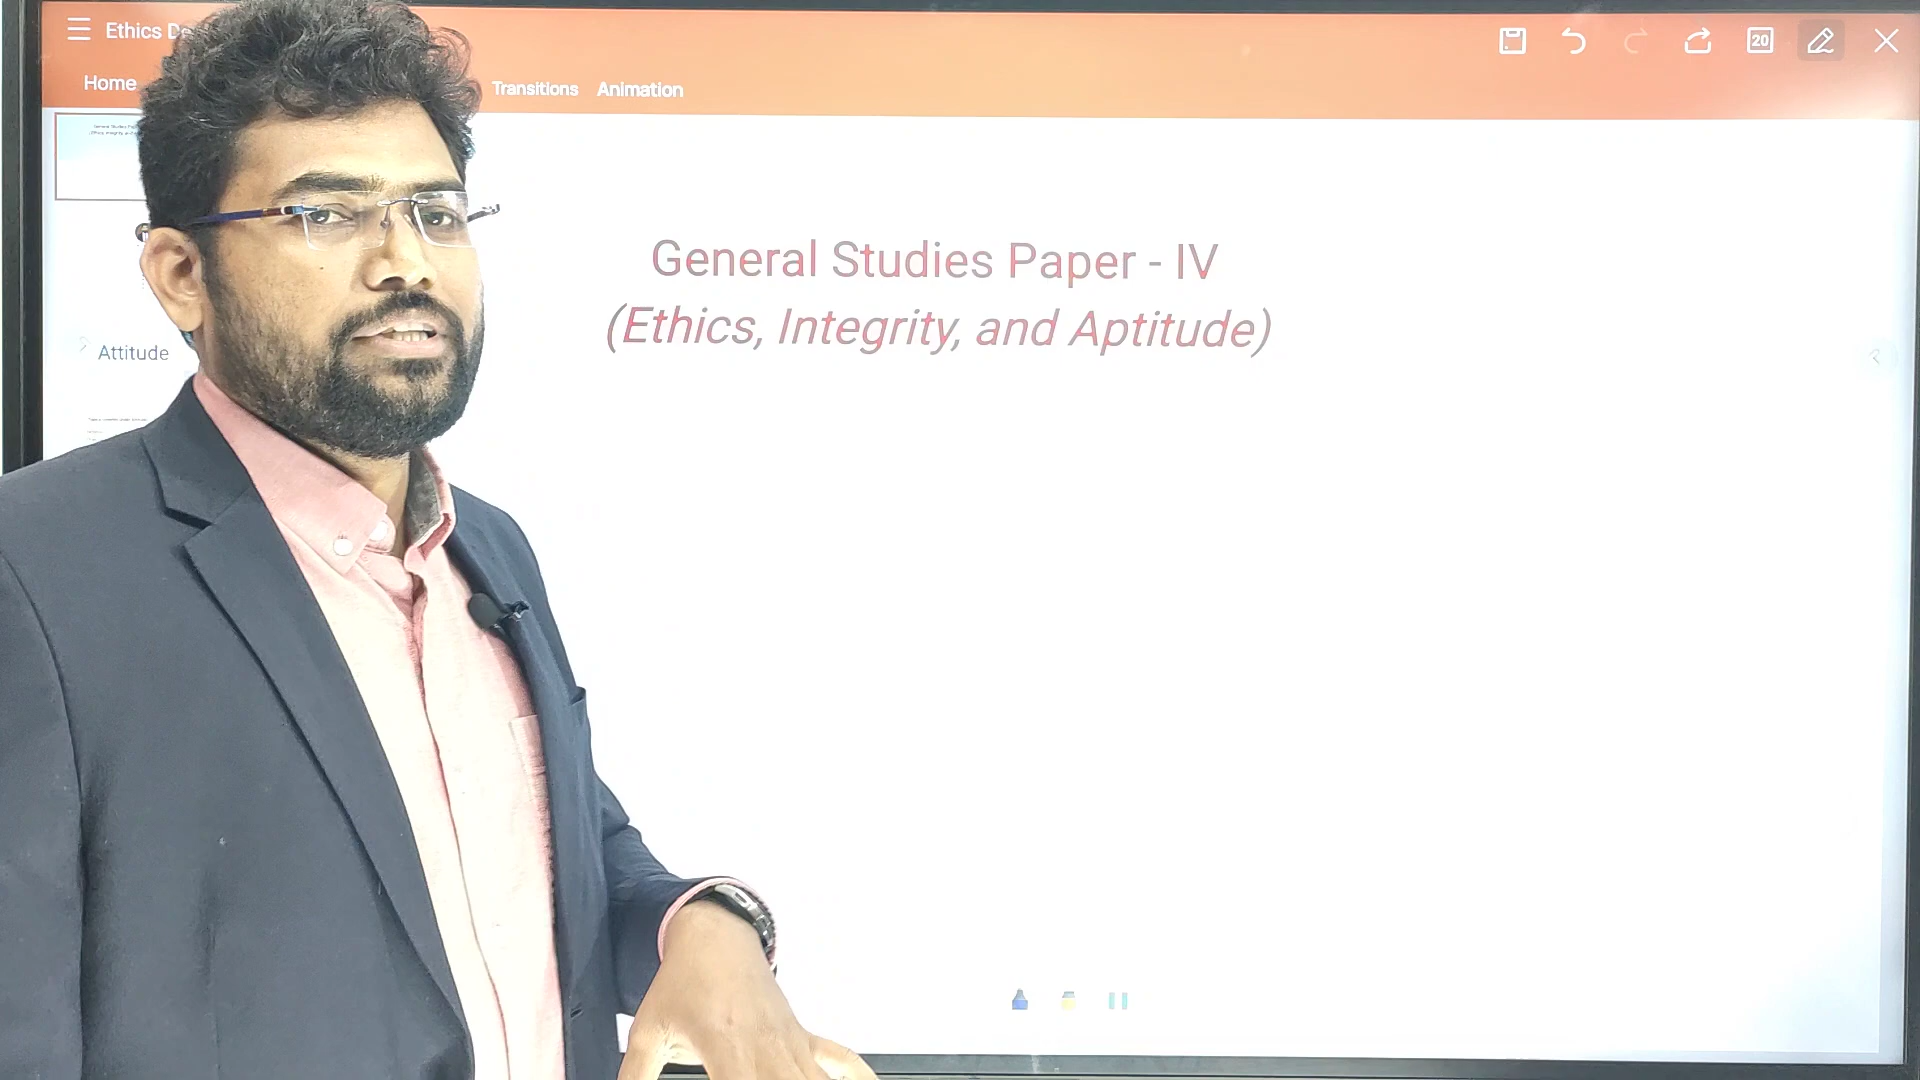 Ethics
Home
Transitions Animation
20
General Studies Paper - IV
(Ethics, Integrity, and Aptitude)
Attitude